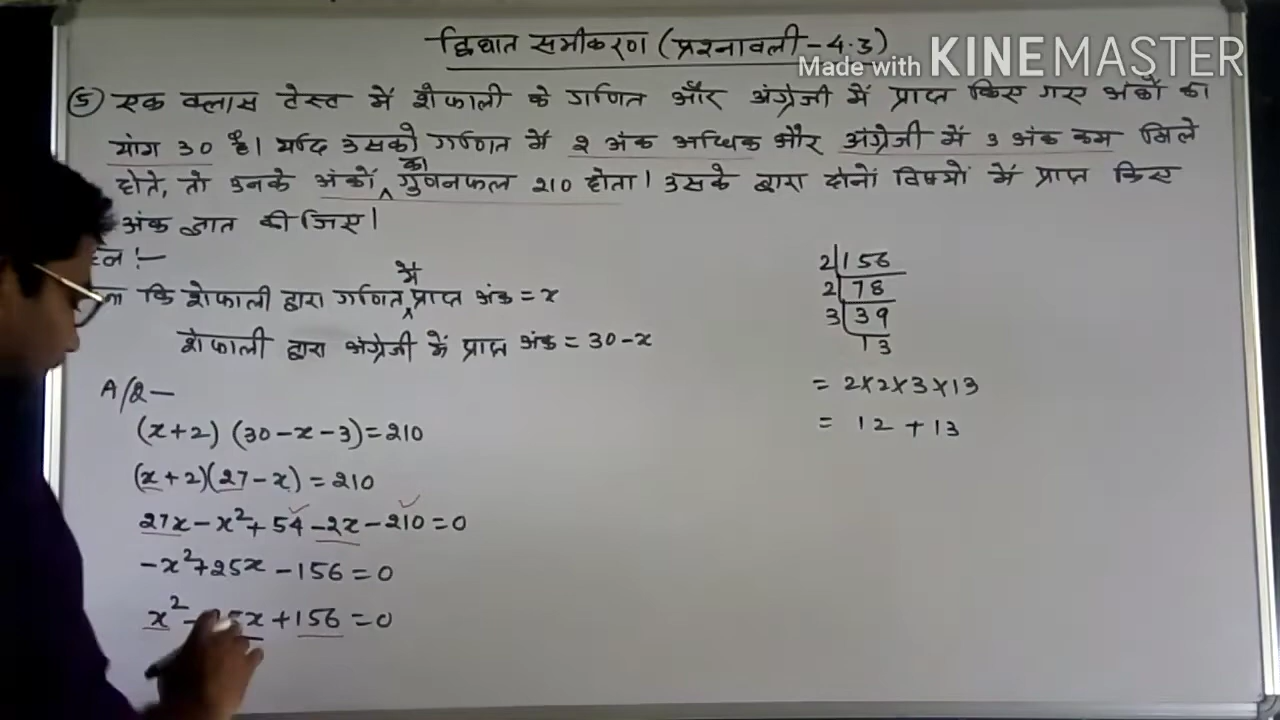 द्विघात समीकरण (प्रश्नावली-4.3)
Made with KINEMASTER
⑤ एक क्लास टेस्ट में शेफाली के गणित और अंग्रेजी में प्राप्त किए गए अंकों का
योग 30 है। यदि उसको गणित में 2 अंक अधिक और अंग्रेजी में 3 अंक कम मिले
होते, तो उनके अंकों का गुणनफल 210 होता। उसके द्वारा दोनों विषयों में प्राप्त किए
अंक ज्ञात कीजिए।
हल :-
कि शेफाली द्वारा गणित में प्राप्त अंक = x
शेफाली द्वारा अंग्रेजी में प्राप्त अंक = 30-x
A/Q —
(x+2) (30-x-3)=210
(x+2)(27-x)=210
27x-x²+54-2x-210=0
-x²+25x-156=0
x²-25x+156=0
2|156
2|78
3|39
13
= 2×2×3×13
= 12 + 13